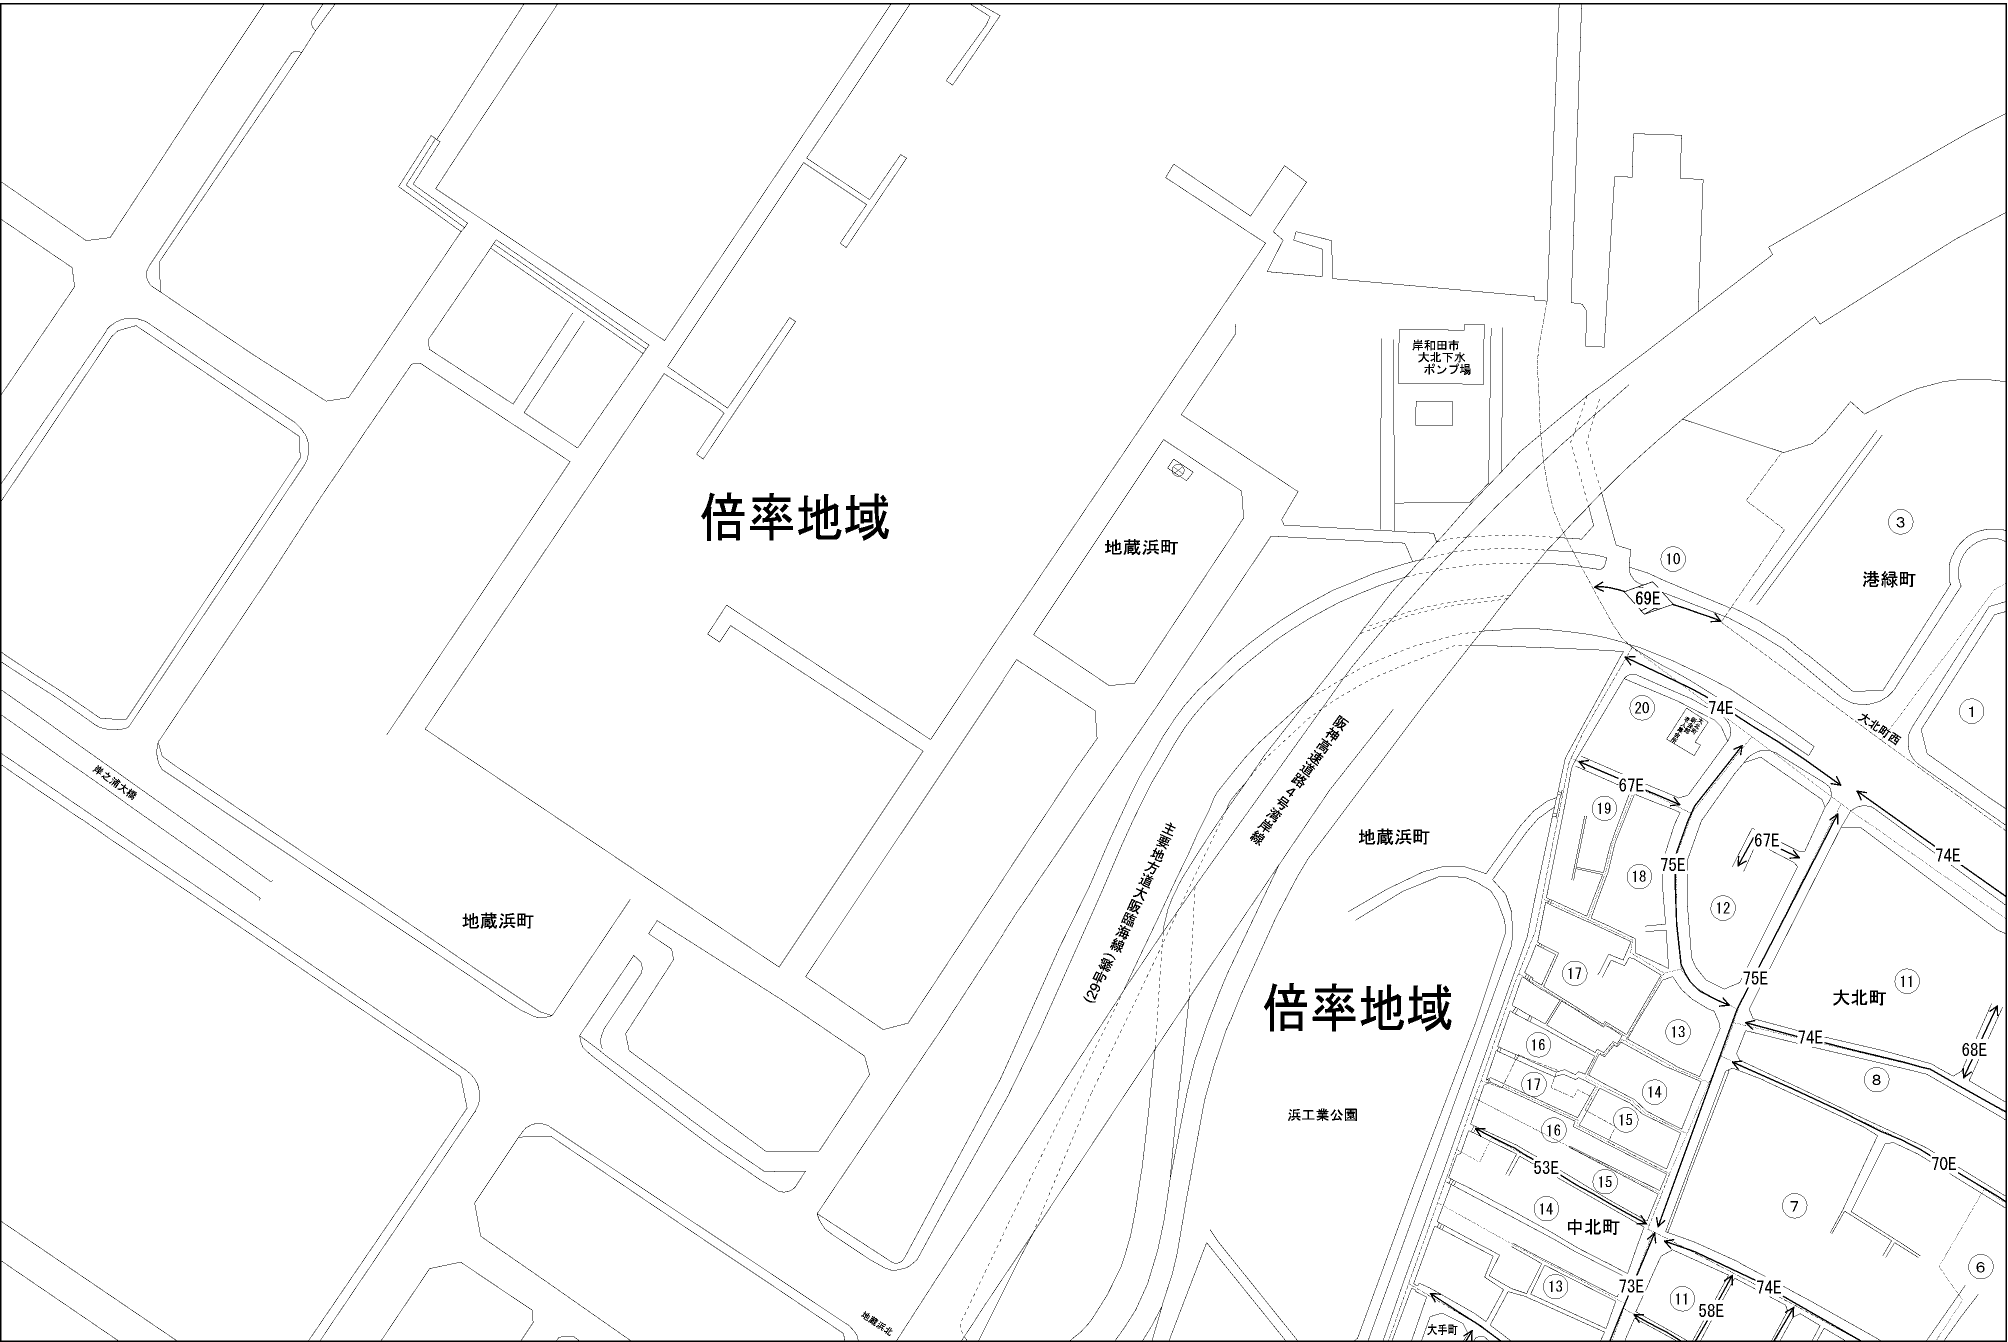 岸和田市
大北下水
ポンプ場
倍率地域
地蔵浜町
③
港緑町
⑩
69E
①
大北町西
74E
⑳
67E
⑲
阪神高速道路4号湾岸線
地蔵浜町
主要地方道大阪臨海線
(29号線)
岸之浦大橋
地蔵浜町
75E
⑱
67E
⑫
74E
⑰
75E
大北町
⑪
倍率地域
⑬
74E
⑯
68E
⑧
⑰
⑭
浜工業公園
⑮
⑯
53E
⑮
70E
⑭
中北町
⑦
⑥
73E
⑬
74E
⑪
58E
地蔵浜北
大手町